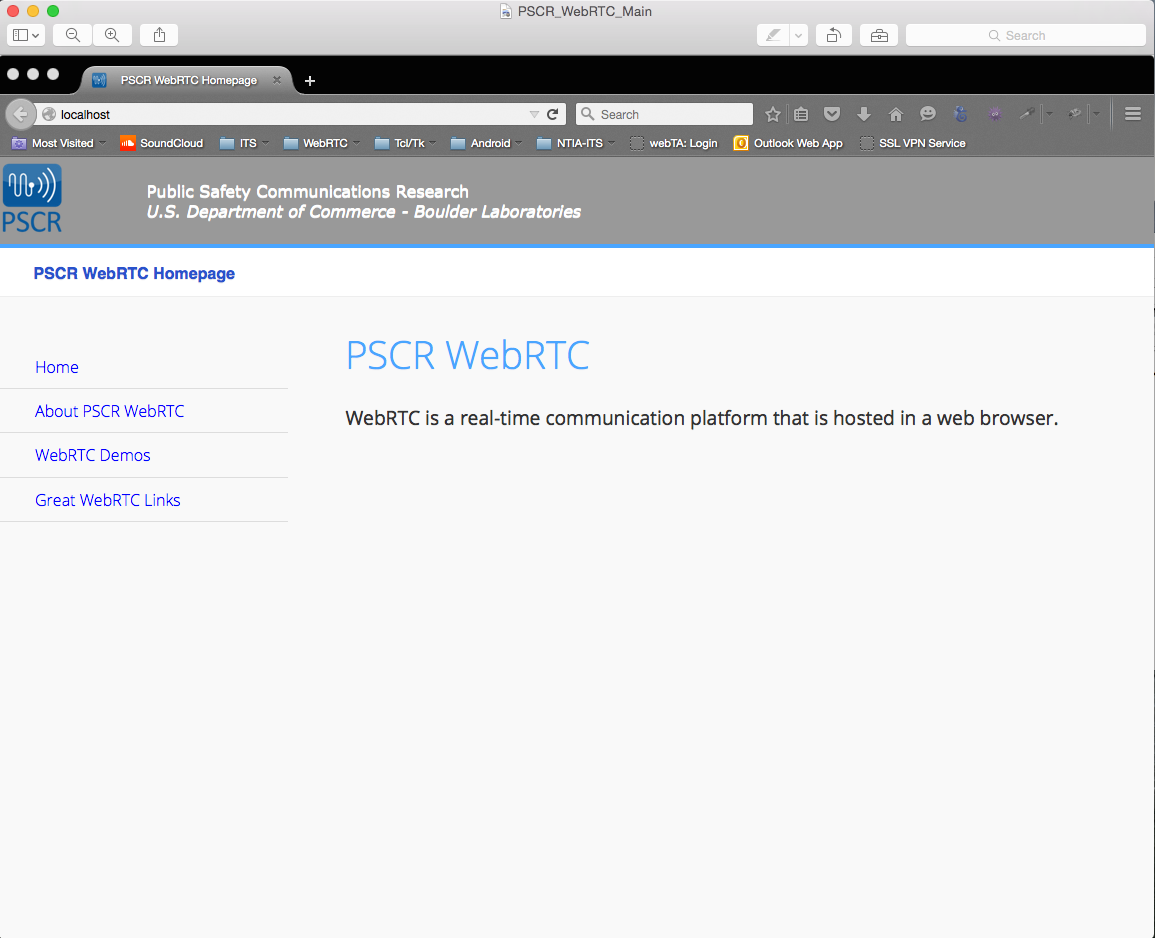 PSCR_WebRTC_Main
Search
PSCR WebRTC Homepage
localhost
Search
Most Visited SoundCloud ITS WebRTC Tcl/Tk Android NTIA-ITS webTA: Login Outlook Web App SSL VPN Service
PSCR
Public Safety Communications Research
U.S. Department of Commerce - Boulder Laboratories
PSCR WebRTC Homepage
Home
About PSCR WebRTC
WebRTC Demos
Great WebRTC Links
PSCR WebRTC
WebRTC is a real-time communication platform that is hosted in a web browser.